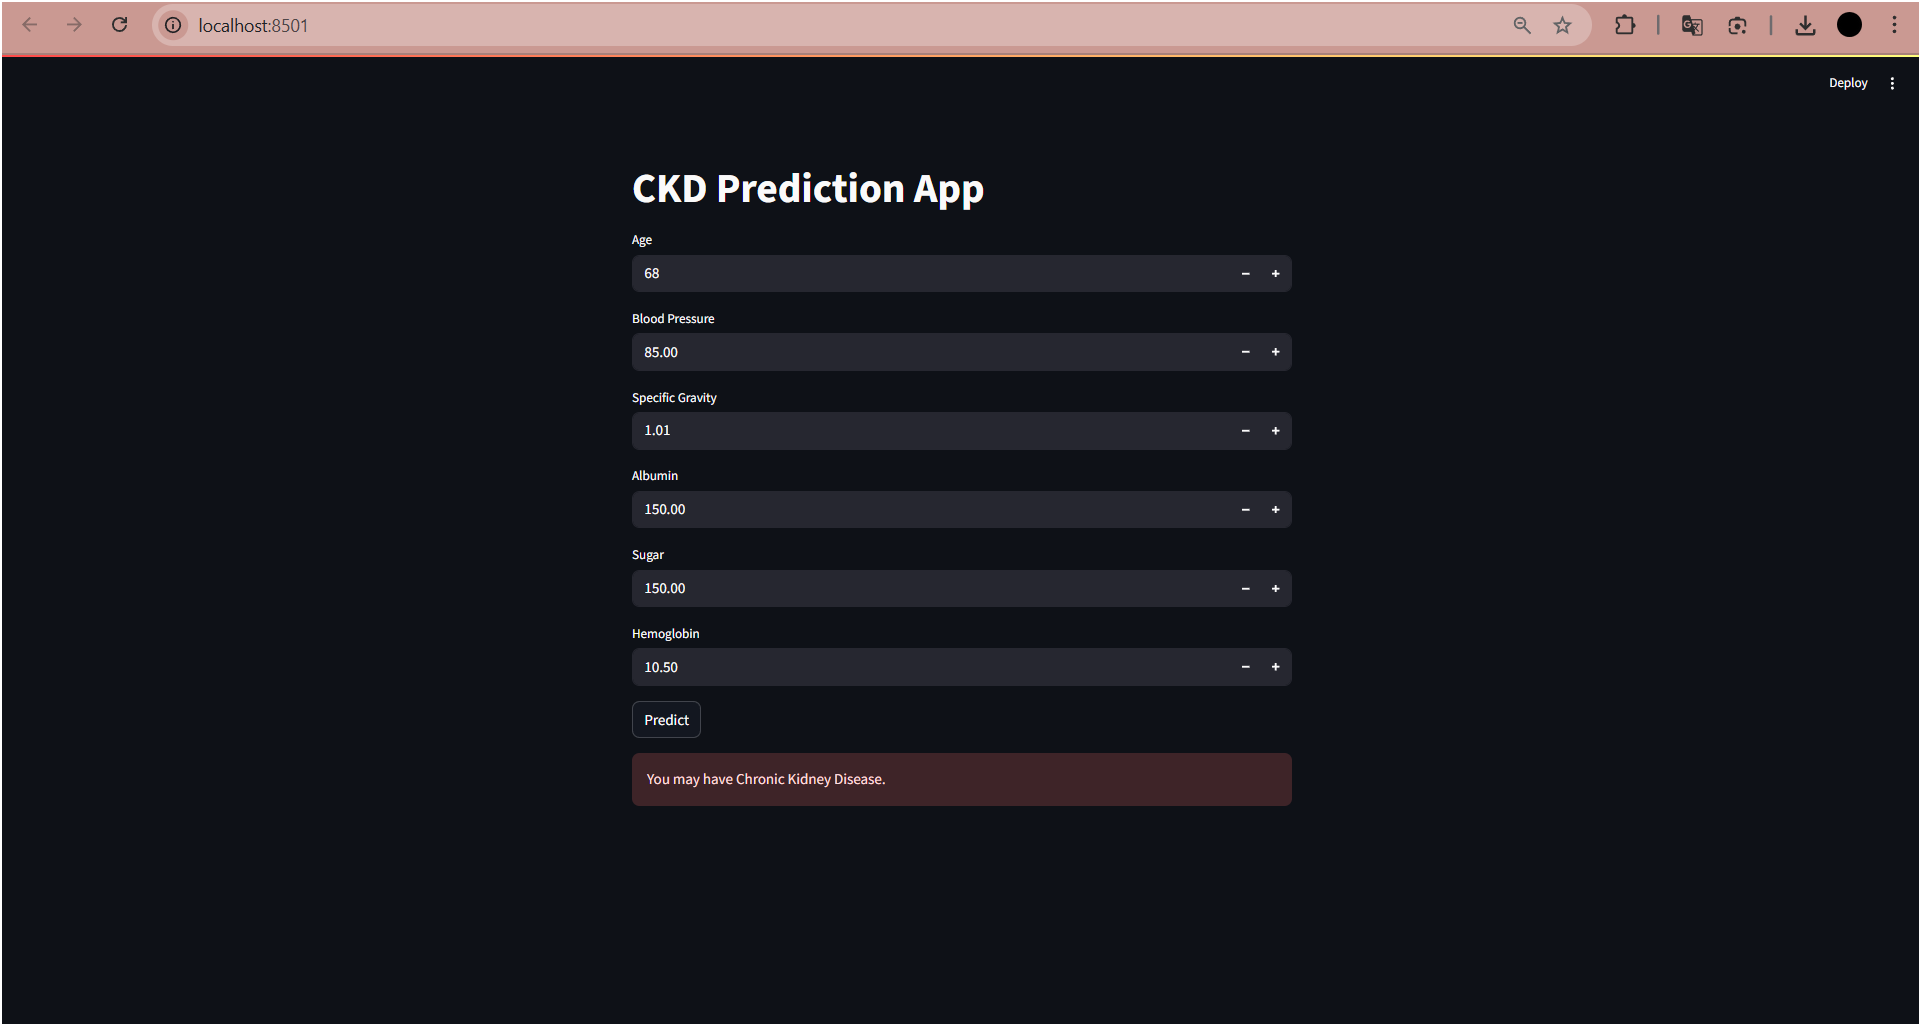 localhost:8501
Deploy
CKD Prediction App
Age
68
Blood Pressure
85.00
Specific Gravity
1.01
Albumin
150.00
Sugar
150.00
Hemoglobin
10.50
Predict
You may have Chronic Kidney Disease.